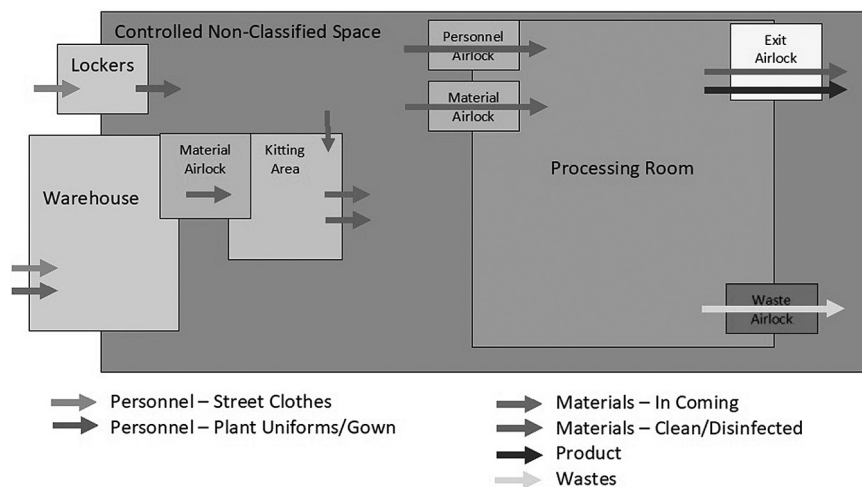 Controlled Non-Classified Space
Lockers
Warehouse
Material
Airlock
Kitting
Area
Personnel
Airlock
Material
Airlock
Exit
Airlock
Processing Room
Waste
Airlock
Personnel – Street Clothes
Personnel – Plant Uniforms/Gown
Materials – In Coming
Materials – Clean/Disinfected
Product
Wastes